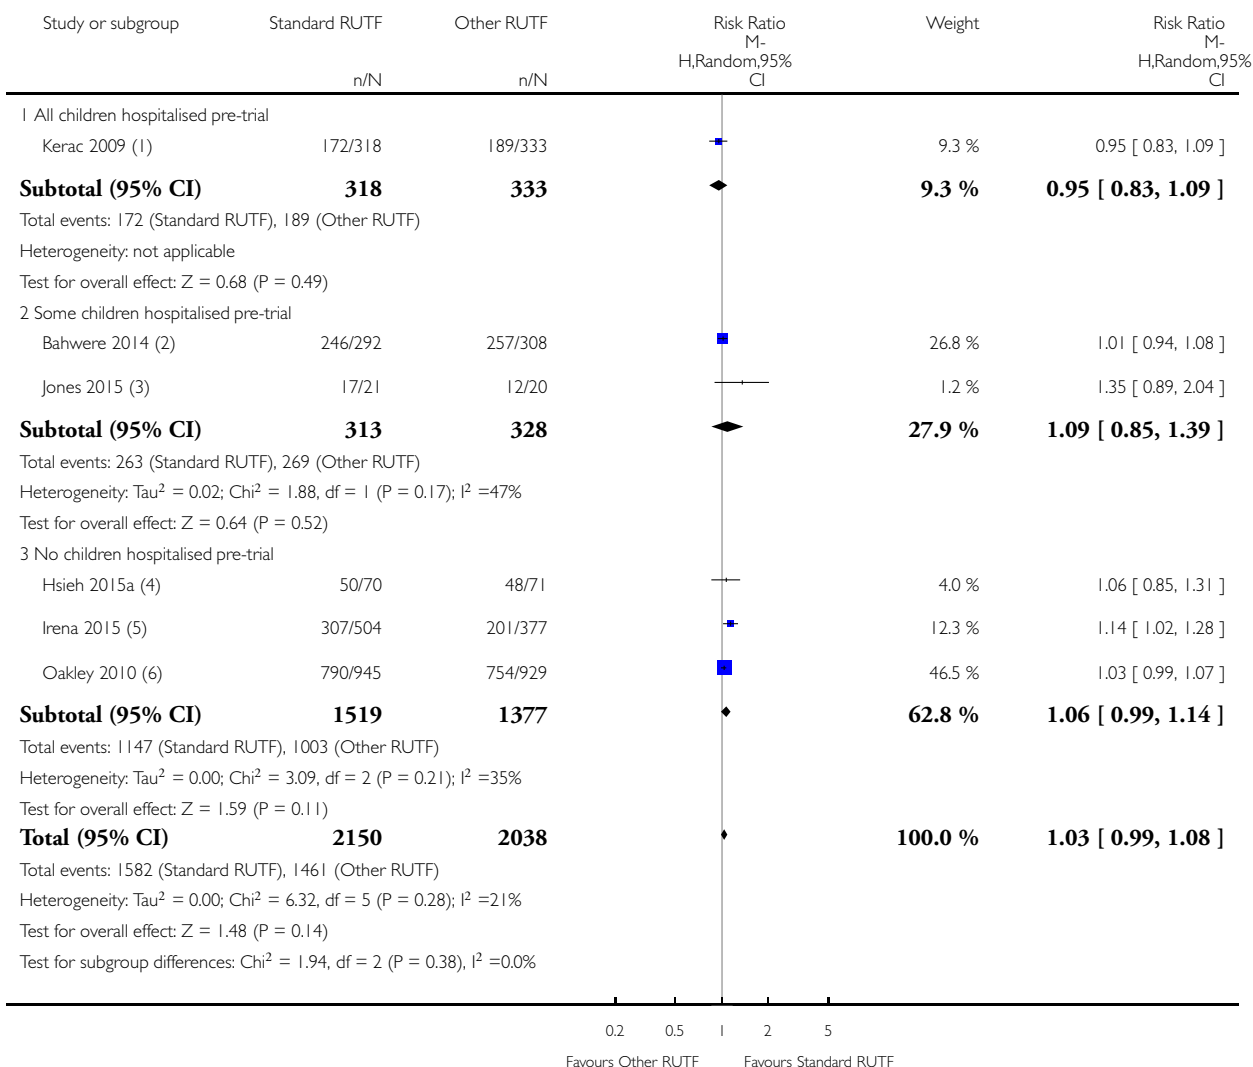 Study or subgroup Standard RUTF Other RUTF Risk Ratio Weight Risk Ratio
M- M-
H,Random,95% H,Random,95%
n/N n/N CI CI
1 All children hospitalised pre-trial
Kerac 2009 (1) 172/318 189/333 9.3 % 0.95 [ 0.83, 1.09 ]
Subtotal (95% CI) 318 333 9.3 % 0.95 [ 0.83, 1.09 ]
Total events: 172 (Standard RUTF), 189 (Other RUTF)
Heterogeneity: not applicable
Test for overall effect: Z = 0.68 (P = 0.49)
2 Some children hospitalised pre-trial
Bahwere 2014 (2) 246/292 257/308 26.8 % 1.01 [ 0.94, 1.08 ]
Jones 2015 (3) 17/21 12/20 1.2 % 1.35 [ 0.89, 2.04 ]
Subtotal (95% CI) 313 328 27.9 % 1.09 [ 0.85, 1.39 ]
Total events: 263 (Standard RUTF), 269 (Other RUTF)
Heterogeneity: Tau² = 0.02; Chi² = 1.88, df = 1 (P = 0.17); I² =47%
Test for overall effect: Z = 0.64 (P = 0.52)
3 No children hospitalised pre-trial
Hsieh 2015a (4) 50/70 48/71 4.0 % 1.06 [ 0.85, 1.31 ]
Irena 2015 (5) 307/504 201/377 12.3 % 1.14 [ 1.02, 1.28 ]
Oakley 2010 (6) 790/945 754/929 46.5 % 1.03 [ 0.99, 1.07 ]
Subtotal (95% CI) 1519 1377 62.8 % 1.06 [ 0.99, 1.14 ]
Total events: 1147 (Standard RUTF), 1003 (Other RUTF)
Heterogeneity: Tau² = 0.00; Chi² = 3.09, df = 2 (P = 0.21); I² =35%
Test for overall effect: Z = 1.59 (P = 0.11)
Total (95% CI) 2150 2038 100.0 % 1.03 [ 0.99, 1.08 ]
Total events: 1582 (Standard RUTF), 1461 (Other RUTF)
Heterogeneity: Tau² = 0.00; Chi² = 6.32, df = 5 (P = 0.28); I² =21%
Test for overall effect: Z = 1.48 (P = 0.14)
Test for subgroup differences: Chi² = 1.94, df = 2 (P = 0.38), I² =0.0%
0.2 0.5 1 2 5
Favours Other RUTF Favours Standard RUTF